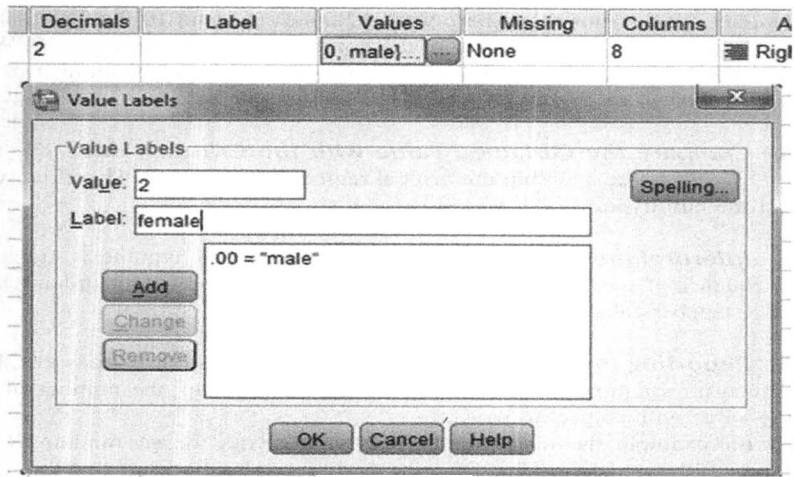 Decimals Label Values Missing Columns
2 0, male}... ... None 8 Righ
Value Labels
Value Labels
Value: 2
Spelling...
Label: female
.00 = "male"
Add
Change
Remove
OK Cancel Help